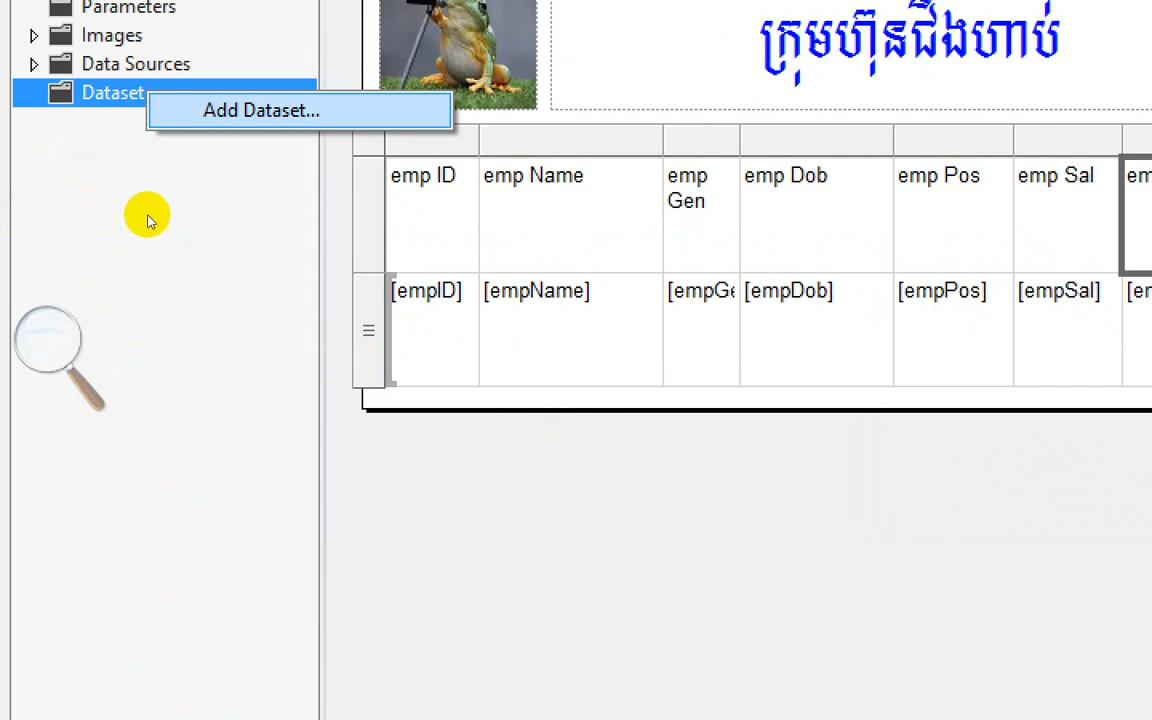 Parameters
Images
Data Sources
Dataset
Add Dataset...
ក្រុមហ៊ុនជឹងហាប់
emp ID
emp Name
emp
Gen
emp Dob
emp Pos
emp Sal
[empID]
[empName]
[empGe
[empDob]
[empPos]
[empSal]